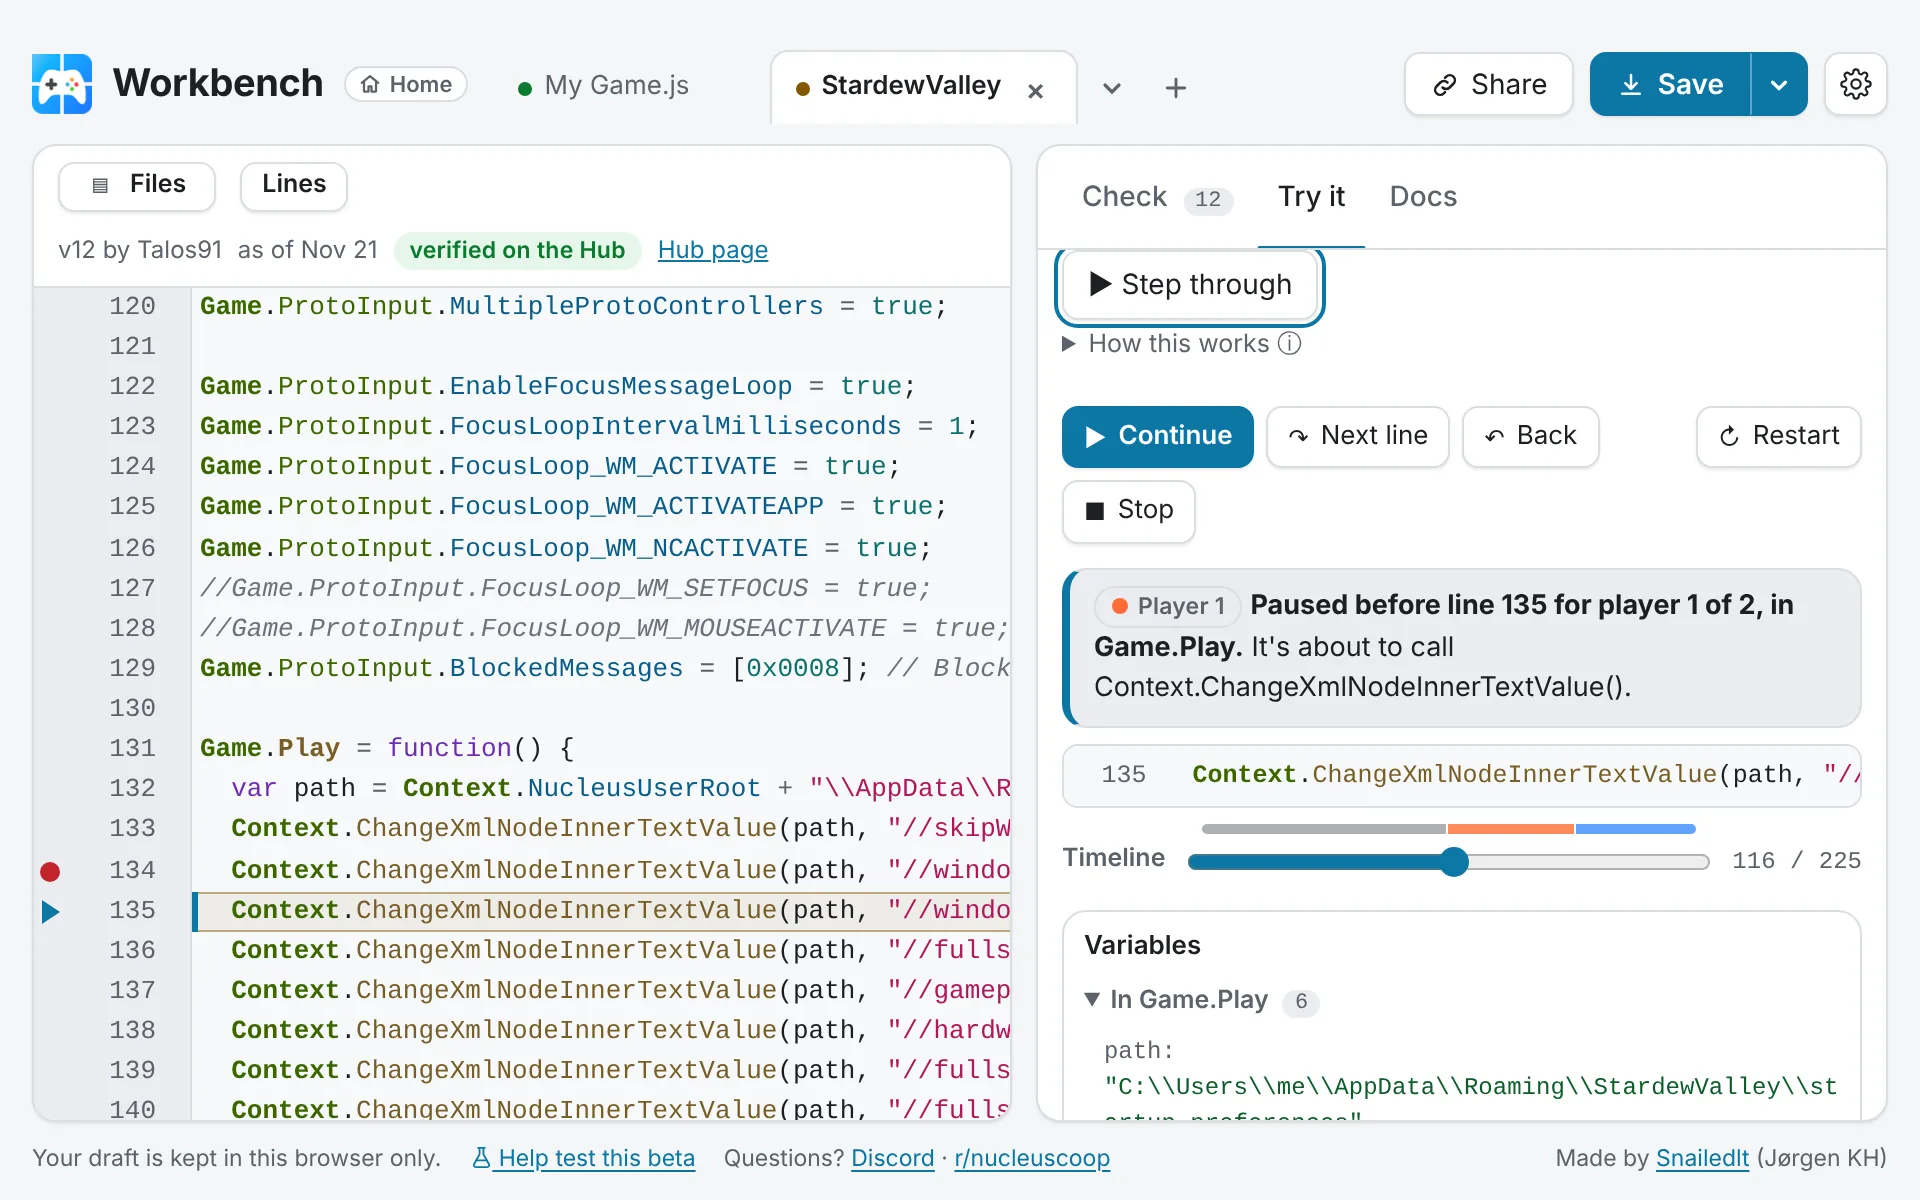 Workbench
Home
My Game.js
StardewValley
Share
Save
Files
Lines
v12 by Talos91 as of Nov 21 verified on the Hub Hub page
120 Game.ProtoInput.MultipleProtoControllers = true;
121
122 Game.ProtoInput.EnableFocusMessageLoop = true;
123 Game.ProtoInput.FocusLoopIntervalMilliseconds = 1;
124 Game.ProtoInput.FocusLoop_WM_ACTIVATE = true;
125 Game.ProtoInput.FocusLoop_WM_ACTIVATEAPP = true;
126 Game.ProtoInput.FocusLoop_WM_NCACTIVATE = true;
127 //Game.ProtoInput.FocusLoop_WM_SETFOCUS = true;
128 //Game.ProtoInput.FocusLoop_WM_MOUSEACTIVATE = true;
129 Game.ProtoInput.BlockedMessages = [0x0008]; // Block
130
131 Game.Play = function() {
132 var path = Context.NucleusUserRoot + "\\AppData\\R
133 Context.ChangeXmlNodeInnerTextValue(path, "//skipW
134 Context.ChangeXmlNodeInnerTextValue(path, "//windo
135 Context.ChangeXmlNodeInnerTextValue(path, "//windo
136 Context.ChangeXmlNodeInnerTextValue(path, "//fulls
137 Context.ChangeXmlNodeInnerTextValue(path, "//gamep
138 Context.ChangeXmlNodeInnerTextValue(path, "//hardw
139 Context.ChangeXmlNodeInnerTextValue(path, "//fulls
140 Context.ChangeXmlNodeInnerTextValue(path, "//fulls
Check 12
Try it
Docs
Step through
How this works
Continue
Next line
Back
Restart
Stop
Player 1 Paused before line 135 for player 1 of 2, in
Game.Play. It's about to call
Context.ChangeXmlNodeInnerTextValue().
135 Context.ChangeXmlNodeInnerTextValue(path, "//
Timeline 116 / 225
Variables
In Game.Play 6
path:
"C:\\Users\\me\\AppData\\Roaming\\StardewValley\\st
artup_preferences"
Your draft is kept in this browser only. Help test this beta Questions? Discord · r/nucleuscoop
Made by SnailedIt (Jørgen KH)